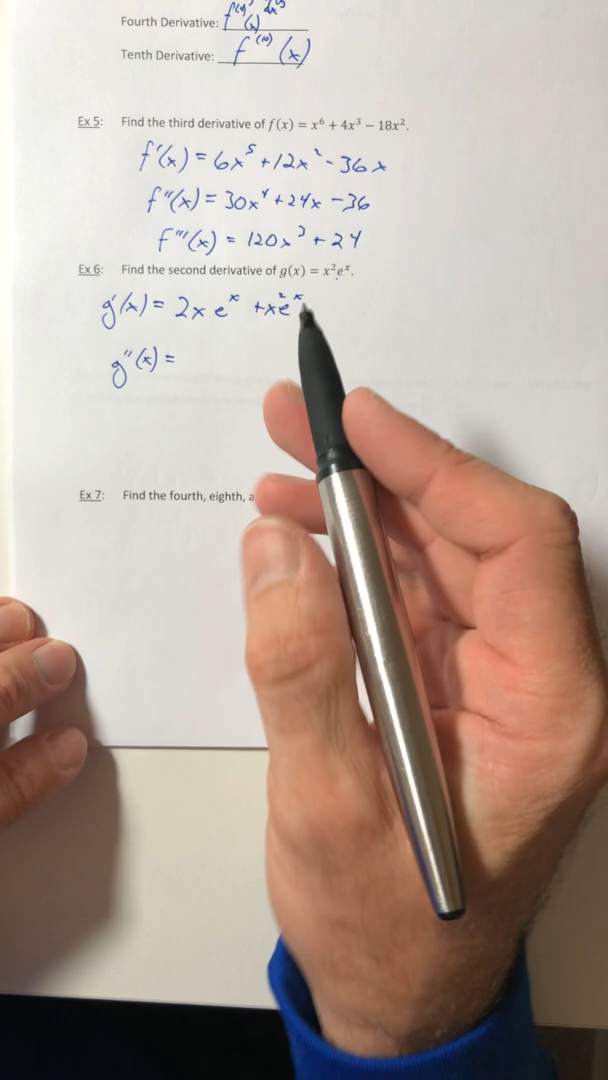 Fourth Derivative: f⁽⁴⁾(x)
Tenth Derivative: f⁽¹⁰⁾(x)
Ex 5: Find the third derivative of f(x) = x⁶ + 4x³ − 18x².
f'(x) = 6x⁵ + 12x² - 36x
f''(x) = 30x⁴ + 24x - 36
f'''(x) = 120x³ + 24
Ex 6: Find the second derivative of g(x) = x²eˣ.
g'(x) = 2x eˣ + x²eˣ
g''(x) =
Ex 7: Find the fourth, eighth, a